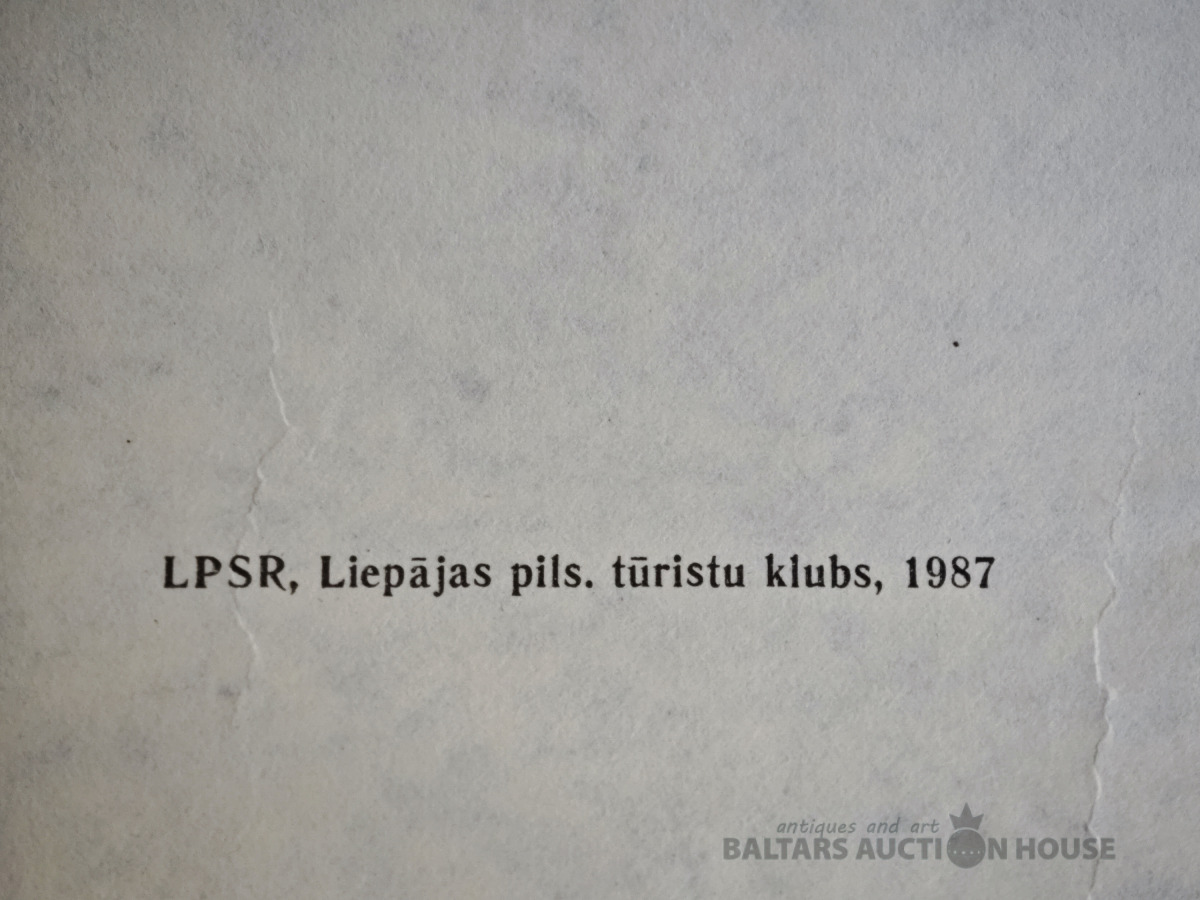 LPSR, Liepājas pils. tūristu klubs, 1987
antiques and art
BALTARS AUCTION HOUSE